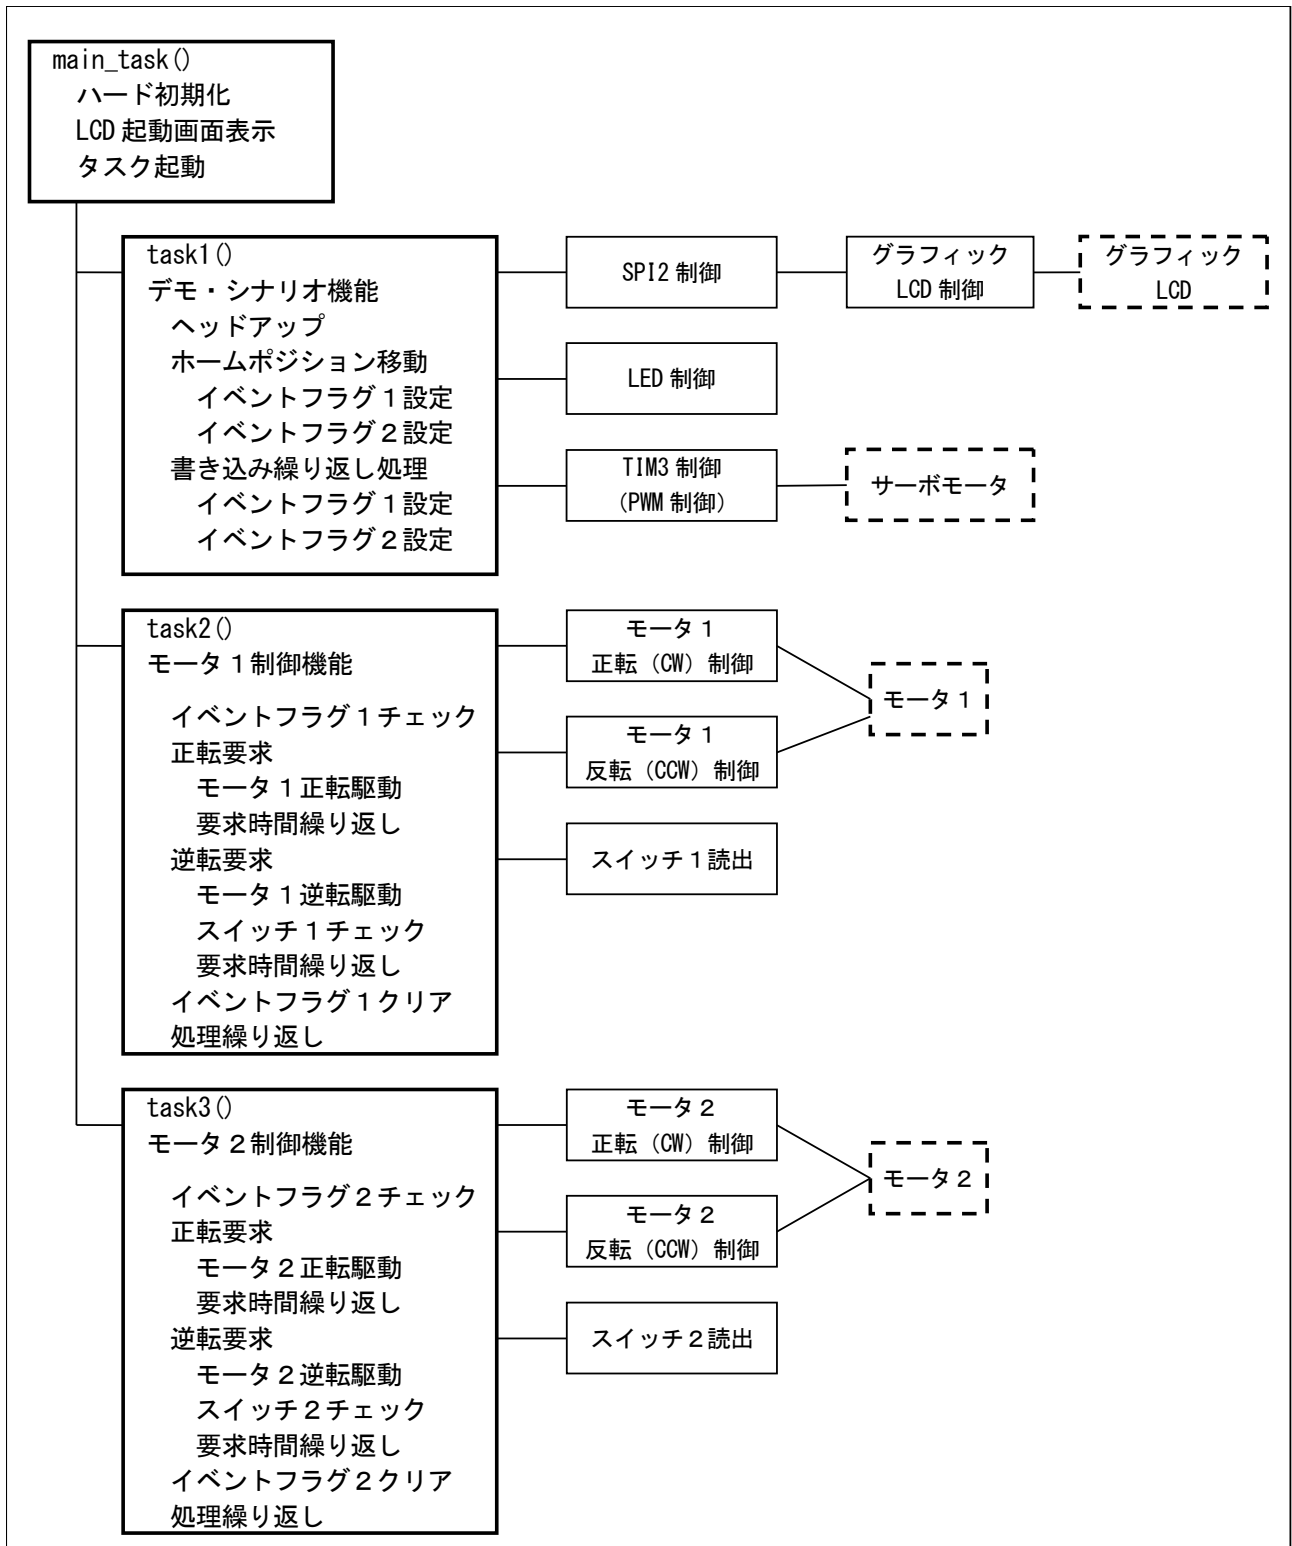 main_task()
ハード初期化
LCD 起動画面表示
タスク起動
task1()
デモ・シナリオ機能
ヘッドアップ
ホームポジション移動
イベントフラグ1設定
イベントフラグ2設定
書き込み繰り返し処理
イベントフラグ1設定
イベントフラグ2設定
SPI2 制御
グラフィック
LCD 制御
グラフィック
LCD
LED 制御
TIM3 制御
(PWM 制御)
サーボモータ
task2()
モータ1制御機能
イベントフラグ1チェック
正転要求
モータ1正転駆動
要求時間繰り返し
逆転要求
モータ1逆転駆動
スイッチ1チェック
要求時間繰り返し
イベントフラグ1クリア
処理繰り返し
モータ1
正転(CW)制御
モータ1
反転(CCW)制御
スイッチ1読出
モータ1
task3()
モータ2制御機能
イベントフラグ2チェック
正転要求
モータ2正転駆動
要求時間繰り返し
逆転要求
モータ2逆転駆動
スイッチ2チェック
要求時間繰り返し
イベントフラグ2クリア
処理繰り返し
モータ2
正転(CW)制御
モータ2
反転(CCW)制御
スイッチ2読出
モータ2